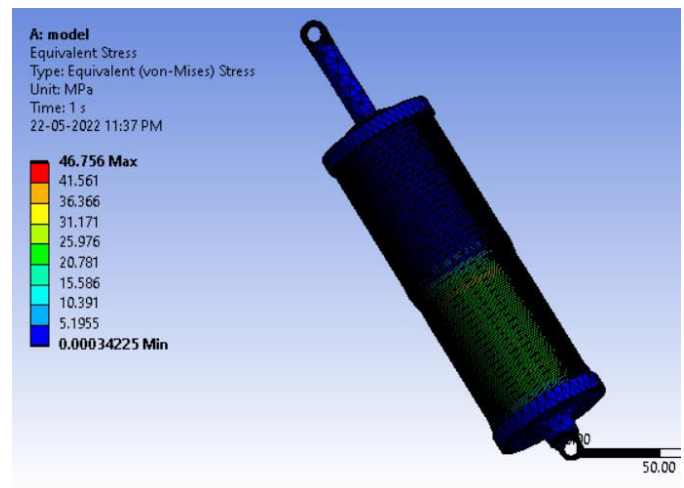 A: model
Equivalent Stress
Type: Equivalent (von-Mises) Stress
Unit: MPa
Time: 1 s
22-05-2022 11:37 PM
46.756 Max
41.561
36.366
31.171
25.976
20.781
15.586
10.391
5.1955
0.00034225 Min
50.00